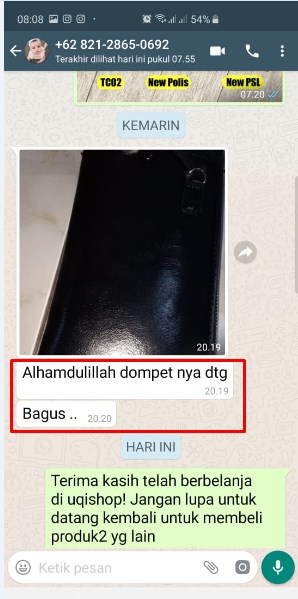 08:08 54%
+62 821-2865-0692
Terakhir dilihat hari ini pukul 07.55
TC02 New Polis New PSL
07.20
KEMARIN
20.19
Alhamdulillah dompet nya dtg
20.19
Bagus .. 20.20
HARI INI
Terima kasih telah berbelanja
di uqishop! Jangan lupa untuk
datang kembali untuk membeli
produk2 yg lain
Ketik pesan